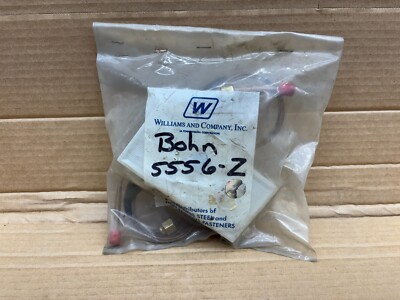 W
WILLIAMS AND COMPANY, INC.
Bohn
5556-Z
distributors of
STEEL and
FASTENERS